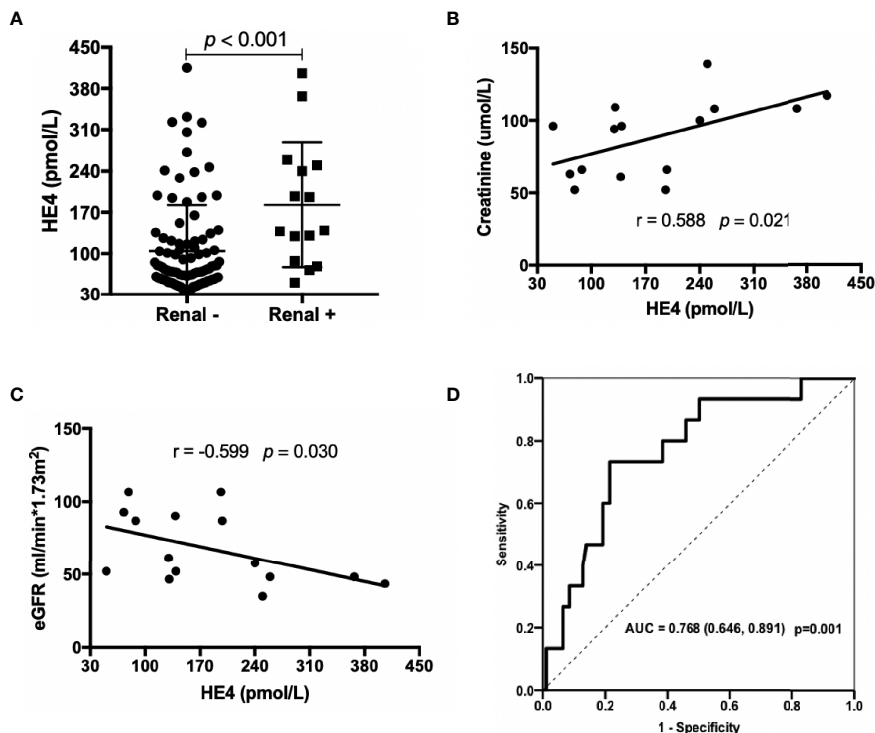 A
p < 0.001
450
380
310
240
170
100
30
HE4 (pmol/L)
Renal -
Renal +
B
150
100
50
0
Creatinine (umol/L)
r = 0.588 p = 0.021
30 100 170 240 310 380 450
HE4 (pmol/L)
C
150
100
50
0
eGFR (ml/min*1.73m²)
r = -0.599 p = 0.030
30 100 170 240 310 380 450
HE4 (pmol/L)
D
1.0
0.8
0.6
0.4
0.2
0.0
Sensitivity
AUC = 0.768 (0.646, 0.891) p=0.001
0.0 0.2 0.4 0.6 0.8 1.0
1 - Specificity